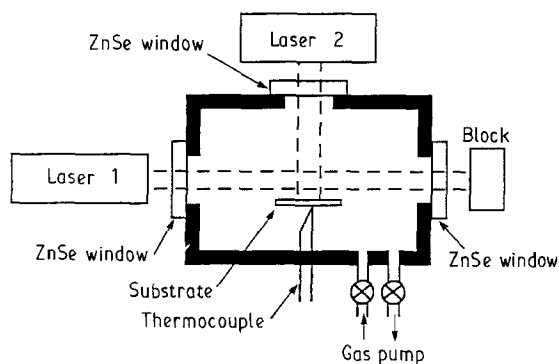 Laser 2
ZnSe window
Block
Laser 1
ZnSe window
ZnSe window
Substrate
Thermocouple
Gas pump